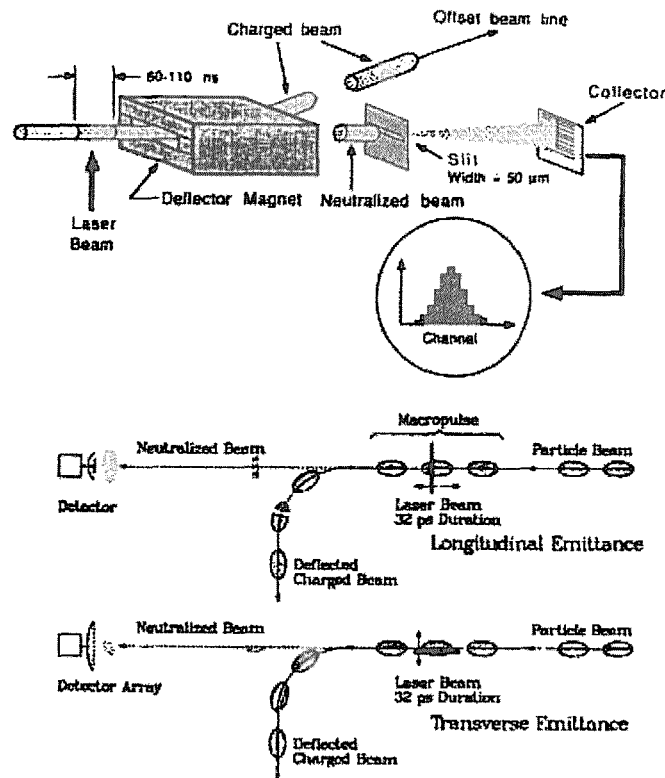 Charged beam
Offset beam line
60-110 ns
Collector
Slit
Width = 50 μm
Deflector Magnet
Neutralized beam
Laser
Beam
Channel
Macropulse
Neutralized Beam
Particle Beam
Detector
Laser Beam
32 ps Duration
Longitudinal Emittance
Deflected
Charged Beam
Neutralized Beam
Particle Beam
Detector Array
Laser Beam
32 ps Duration
Transverse Emittance
Deflected
Charged Beam